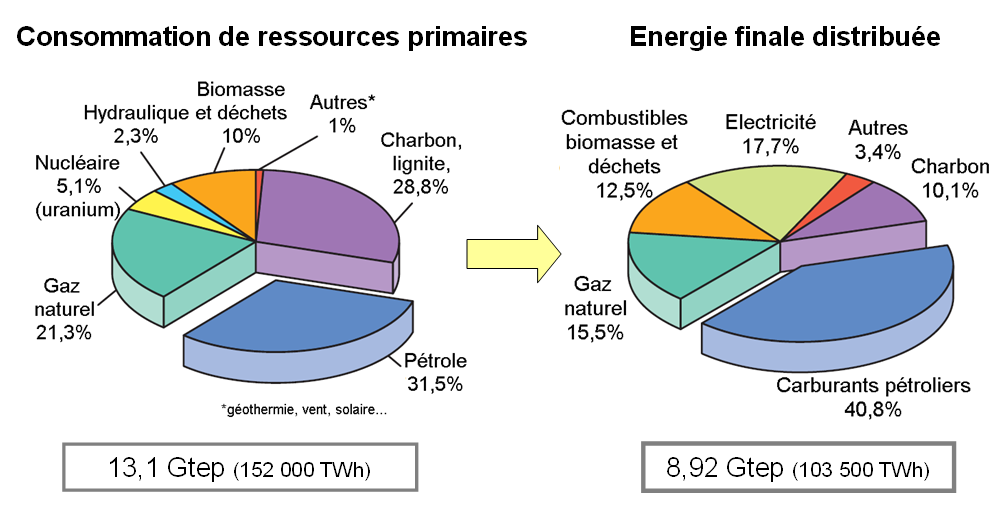 Consommation de ressources primaires
Biomasse
Hydraulique et déchets
2,3%
10%
Autres*
1%
Charbon,
lignite,
28,8%
Nucléaire
5,1%
(uranium)
Gaz
naturel
21,3%
Pétrole
31,5%
*géothermie, vent, solaire...
13,1 Gtep (152 000 TWh)
Energie finale distribuée
Combustibles
biomasse et
déchets
12,5%
Electricité
17,7%
Autres
3,4%
Charbon
10,1%
Gaz
naturel
15,5%
Carburants pétroliers
40,8%
8,92 Gtep (103 500 TWh)